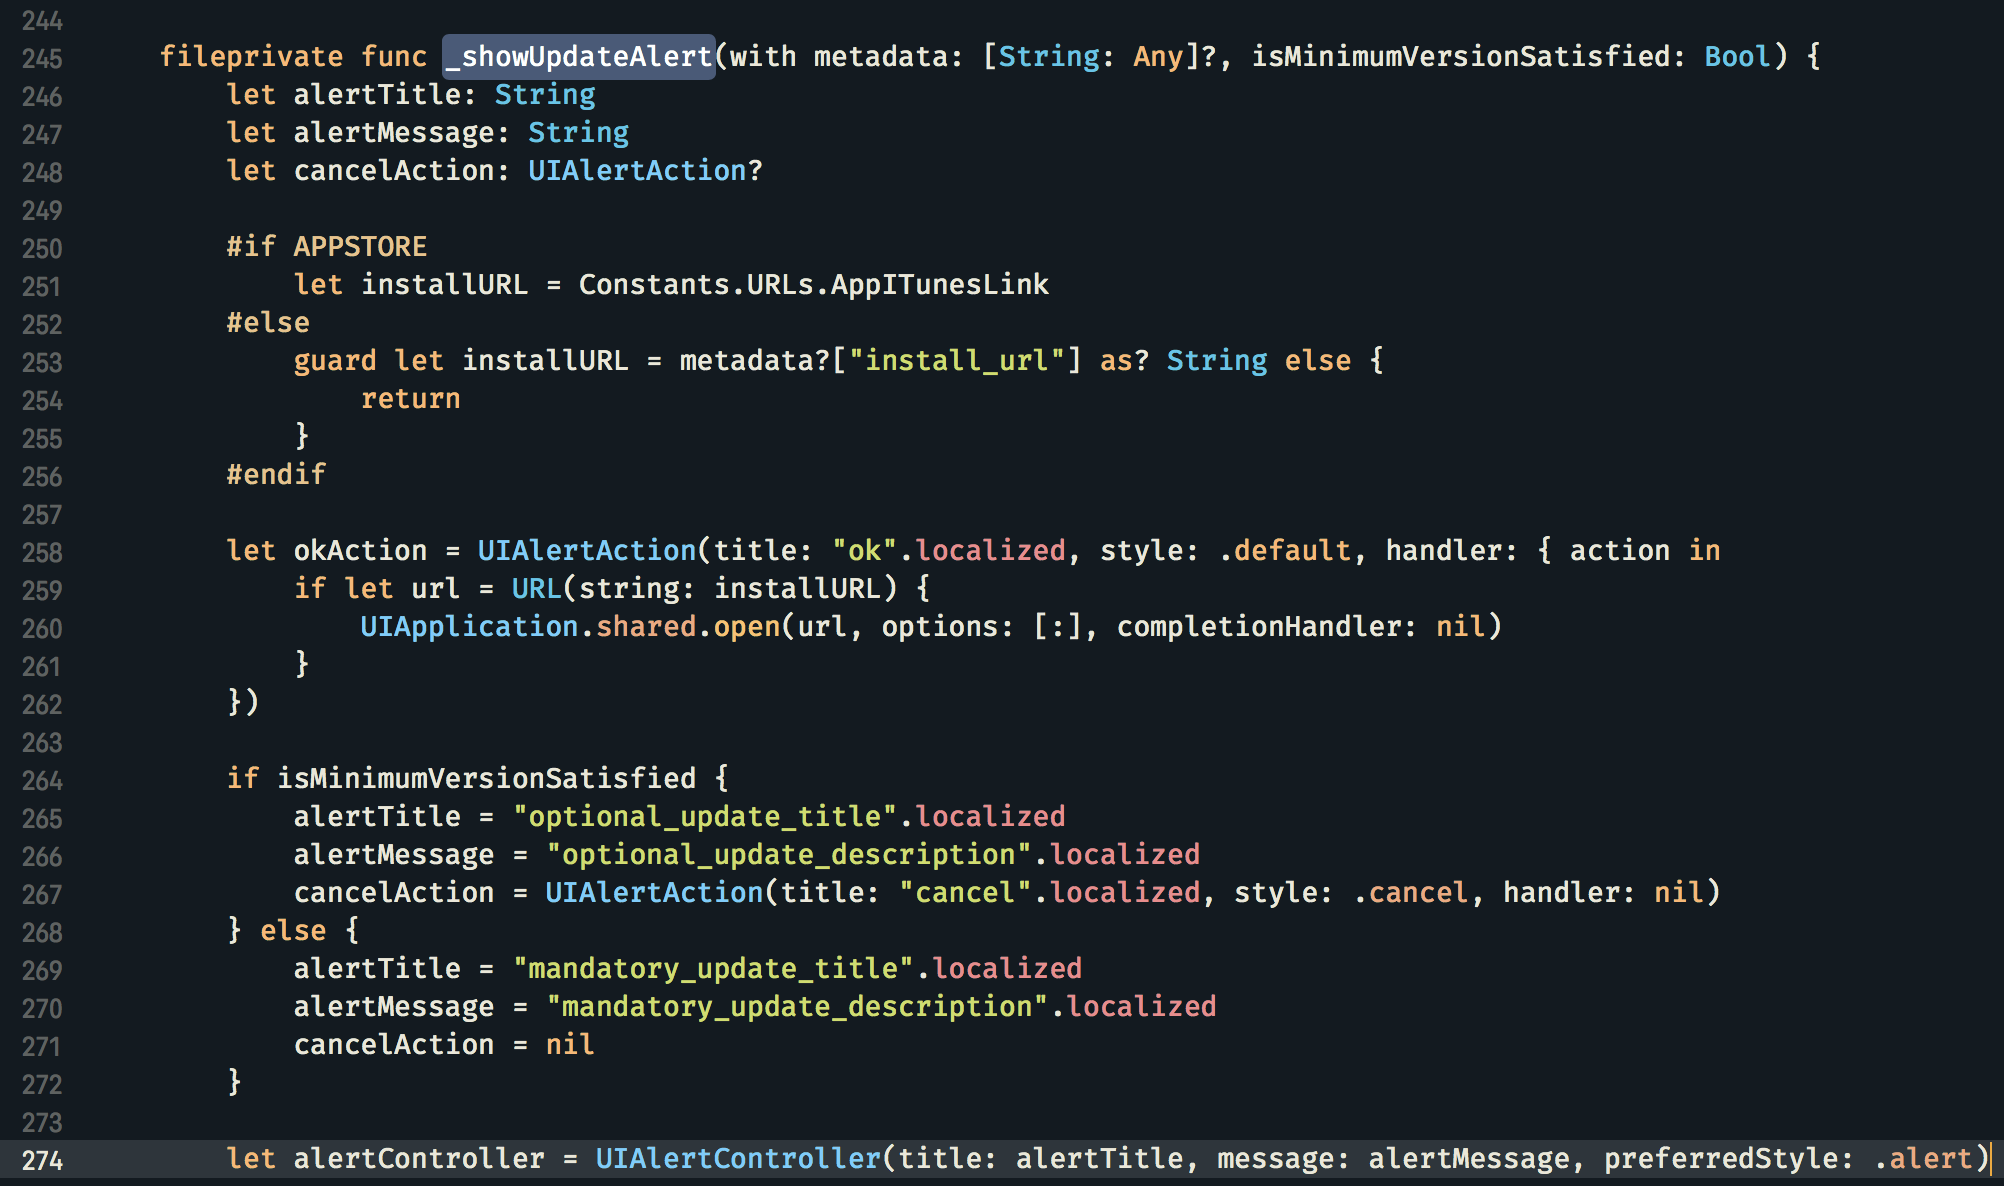 244
245 fileprivate func _showUpdateAlert(with metadata: [String: Any]?, isMinimumVersionSatisfied: Bool) {
246 let alertTitle: String
247 let alertMessage: String
248 let cancelAction: UIAlertAction?
249
250 #if APPSTORE
251 let installURL = Constants.URLs.AppITunesLink
252 #else
253 guard let installURL = metadata?["install_url"] as? String else {
254 return
255 }
256 #endif
257
258 let okAction = UIAlertAction(title: "ok".localized, style: .default, handler: { action in
259 if let url = URL(string: installURL) {
260 UIApplication.shared.open(url, options: [:], completionHandler: nil)
261 }
262 })
263
264 if isMinimumVersionSatisfied {
265 alertTitle = "optional_update_title".localized
266 alertMessage = "optional_update_description".localized
267 cancelAction = UIAlertAction(title: "cancel".localized, style: .cancel, handler: nil)
268 } else {
269 alertTitle = "mandatory_update_title".localized
270 alertMessage = "mandatory_update_description".localized
271 cancelAction = nil
272 }
273
274 let alertController = UIAlertController(title: alertTitle, message: alertMessage, preferredStyle: .alert)